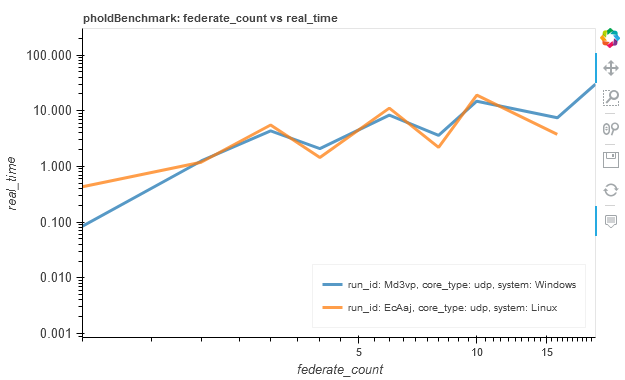 pholdBenchmark: federate_count vs real_time
100.000
10.000
1.000
0.100
0.010
0.001
real_time
run_id: Md3vp, core_type: udp, system: Windows
run_id: EcAaj, core_type: udp, system: Linux
5
10
15
federate_count